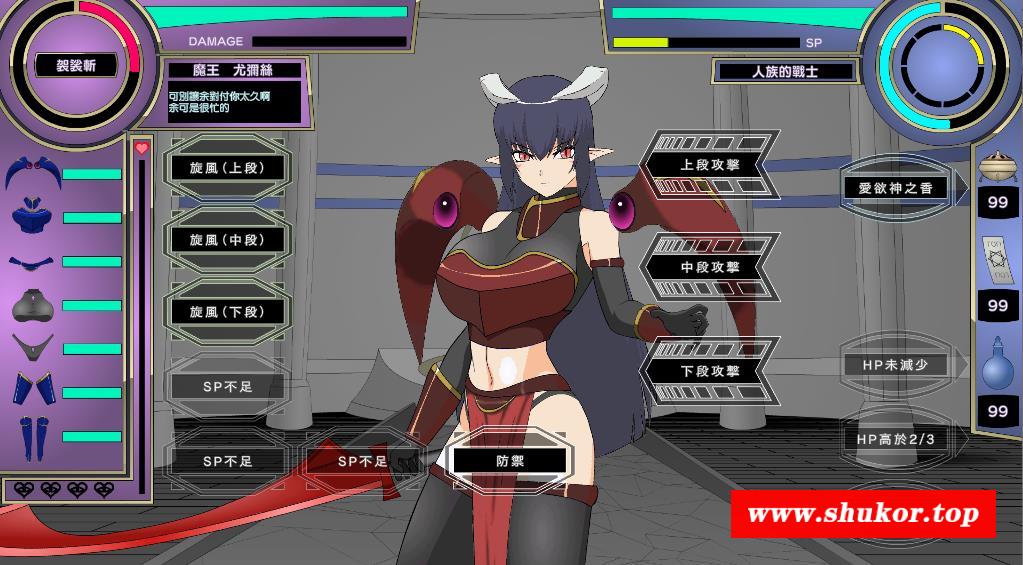 DAMAGE
袈裟斬
魔王 尤彌絲
可別讓余對付你太久啊
余可是很忙的
旋風(上段)
旋風(中段)
旋風(下段)
SP不足
SP不足
SP不足
防禦
SP
人族的戰士
上段攻擊
中段攻擊
下段攻擊
愛欲神之香
HP未減少
HP高於2/3
99
99
99
www.shukor.top